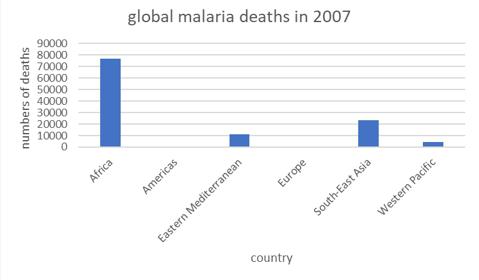 global malaria deaths in 2007
numbers of deaths
90000
80000
70000
60000
50000
40000
30000
20000
10000
0
Africa
Americas
Eastern Mediterranean
Europe
South-East Asia
Western Pacific
country